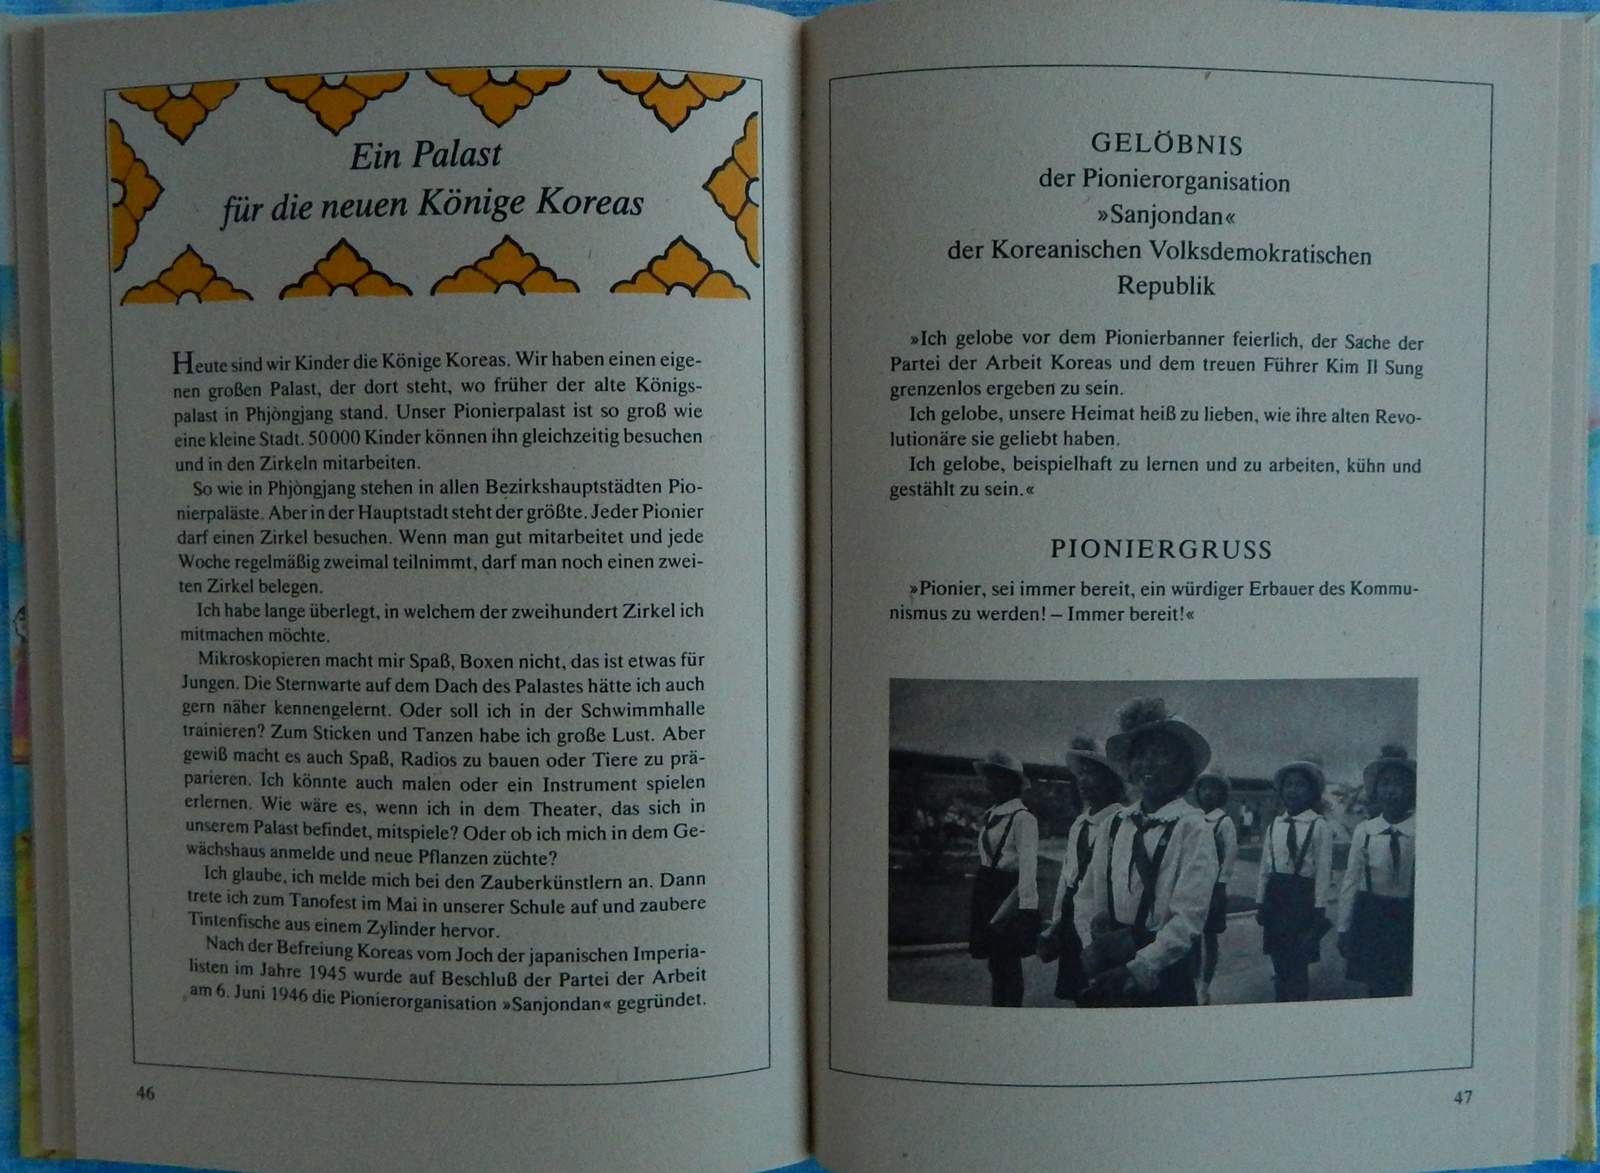 Ein Palast
für die neuen Könige Koreas
Heute sind wir Kinder die Könige Koreas. Wir haben einen eige-
nen großen Palast, der dort steht, wo früher der alte Königs-
palast in Phjòngjang stand. Unser Pionierpalast ist so groß wie
eine kleine Stadt. 50000 Kinder können ihn gleichzeitig besuchen
und in den Zirkeln mitarbeiten.
So wie in Phjòngjang stehen in allen Bezirkshauptstädten Pio-
nierpaläste. Aber in der Hauptstadt steht der größte. Jeder Pionier
darf einen Zirkel besuchen. Wenn man gut mitarbeitet und jede
Woche regelmäßig zweimal teilnimmt, darf man noch einen zwei-
ten Zirkel belegen.
Ich habe lange überlegt, in welchem der zweihundert Zirkel ich
mitmachen möchte.
Mikroskopieren macht mir Spaß, Boxen nicht, das ist etwas für
Jungen. Die Sternwarte auf dem Dach des Palastes hätte ich auch
gern näher kennengelernt. Oder soll ich in der Schwimmhalle
trainieren? Zum Sticken und Tanzen habe ich große Lust. Aber
gewiß macht es auch Spaß, Radios zu bauen oder Tiere zu prä-
parieren. Ich könnte auch malen oder ein Instrument spielen
erlernen. Wie wäre es, wenn ich in dem Theater, das sich in
unserem Palast befindet, mitspiele? Oder ob ich mich in dem Ge-
wächshaus anmelde und neue Pflanzen züchte?
Ich glaube, ich melde mich bei den Zauberkünstlern an. Dann
trete ich zum Tanofest im Mai in unserer Schule auf und zaubere
Tintenfische aus einem Zylinder hervor.
Nach der Befreiung Koreas vom Joch der japanischen Imperia-
listen im Jahre 1945 wurde auf Beschluß der Partei der Arbeit
am 6. Juni 1946 die Pionierorganisation »Sanjondan« gegründet.
46
GELÖBNIS
der Pionierorganisation
»Sanjondan«
der Koreanischen Volksdemokratischen
Republik
»Ich gelobe vor dem Pionierbanner feierlich, der Sache der
Partei der Arbeit Koreas und dem treuen Führer Kim Il Sung
grenzenlos ergeben zu sein.
Ich gelobe, unsere Heimat heiß zu lieben, wie ihre alten Revo-
lutionäre sie geliebt haben.
Ich gelobe, beispielhaft zu lernen und zu arbeiten, kühn und
gestählt zu sein.«
PIONIERGRUSS
»Pionier, sei immer bereit, ein würdiger Erbauer des Kommu-
nismus zu werden! – Immer bereit!«
47